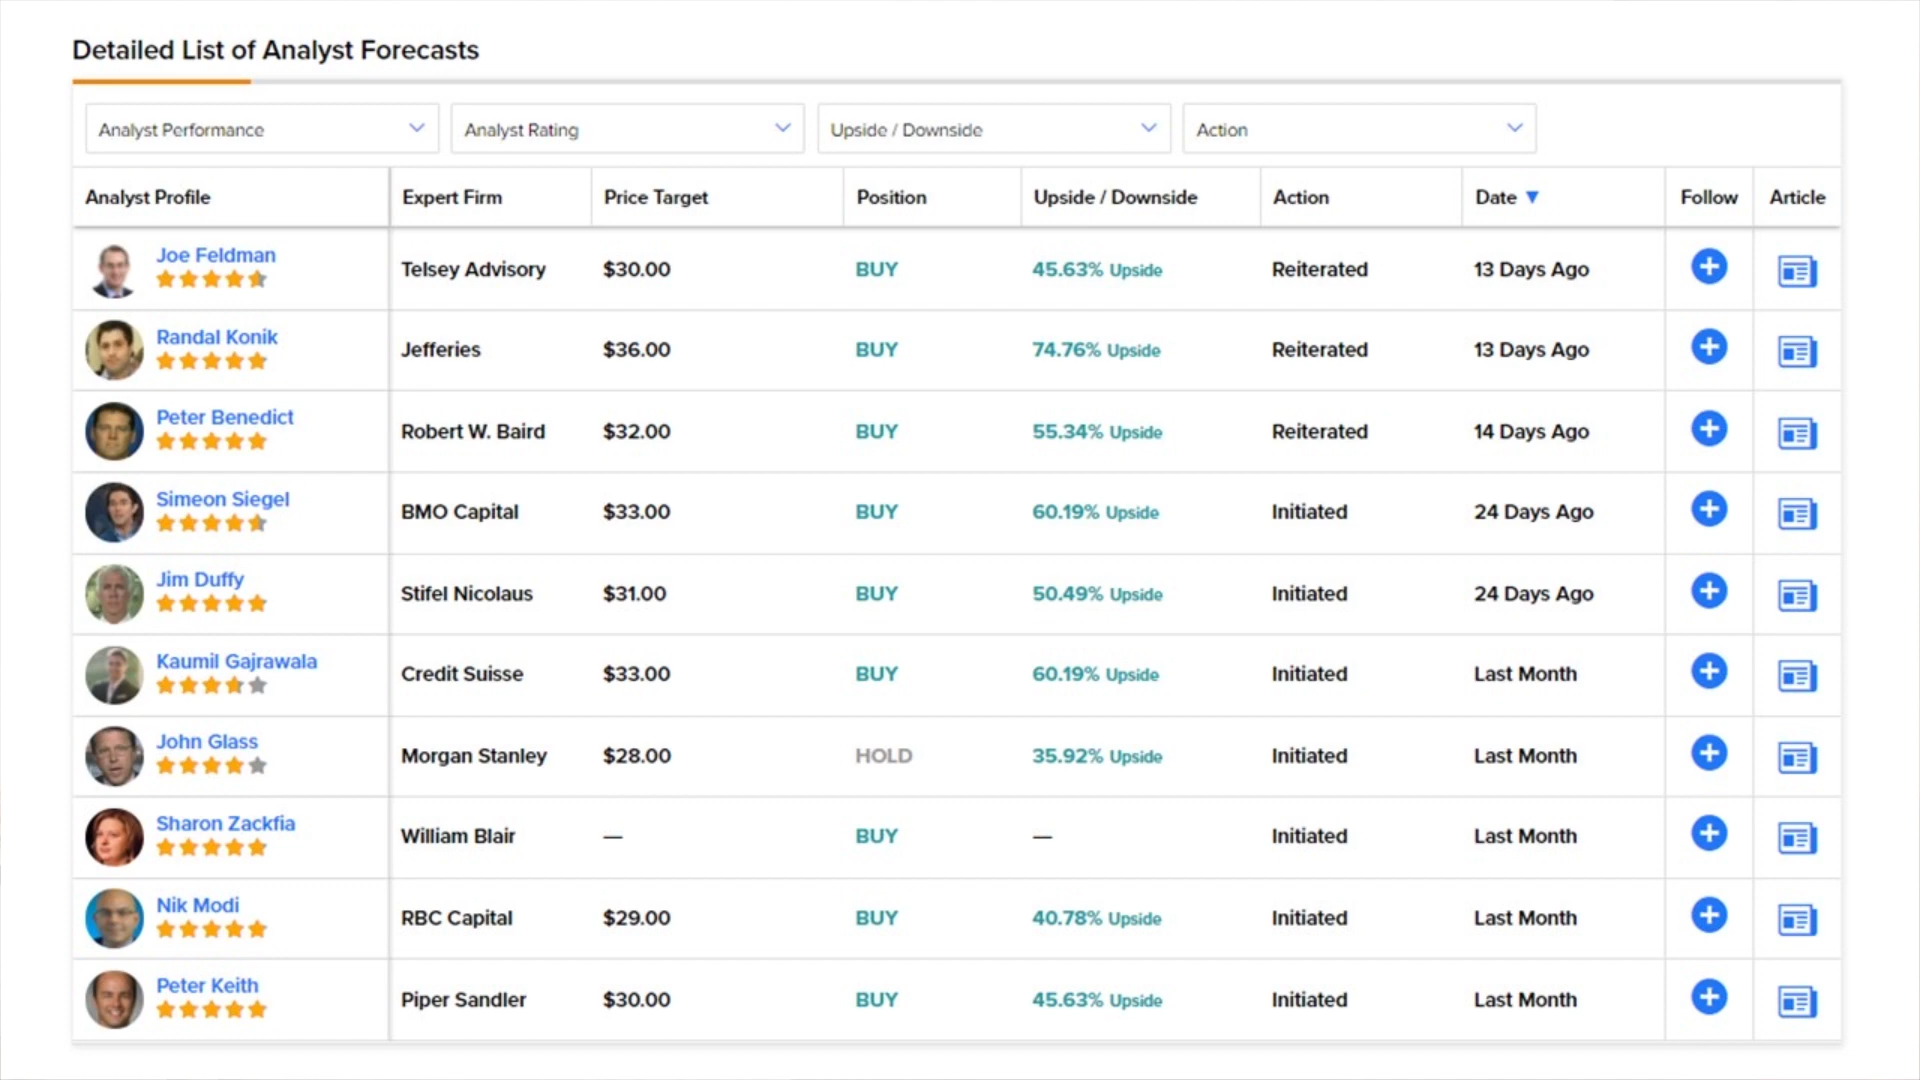 Detailed List of Analyst Forecasts
Analyst Performance Analyst Rating Upside / Downside Action
Analyst Profile Expert Firm Price Target Position Upside / Downside Action Date ▼ Follow Article
Joe Feldman
Telsey Advisory $30.00 BUY 45.63% Upside Reiterated 13 Days Ago
Randal Konik
Jefferies $36.00 BUY 74.76% Upside Reiterated 13 Days Ago
Peter Benedict
Robert W. Baird $32.00 BUY 55.34% Upside Reiterated 14 Days Ago
Simeon Siegel
BMO Capital $33.00 BUY 60.19% Upside Initiated 24 Days Ago
Jim Duffy
Stifel Nicolaus $31.00 BUY 50.49% Upside Initiated 24 Days Ago
Kaumil Gajrawala
Credit Suisse $33.00 BUY 60.19% Upside Initiated Last Month
John Glass
Morgan Stanley $28.00 HOLD 35.92% Upside Initiated Last Month
Sharon Zackfia
William Blair — BUY — Initiated Last Month
Nik Modi
RBC Capital $29.00 BUY 40.78% Upside Initiated Last Month
Peter Keith
Piper Sandler $30.00 BUY 45.63% Upside Initiated Last Month